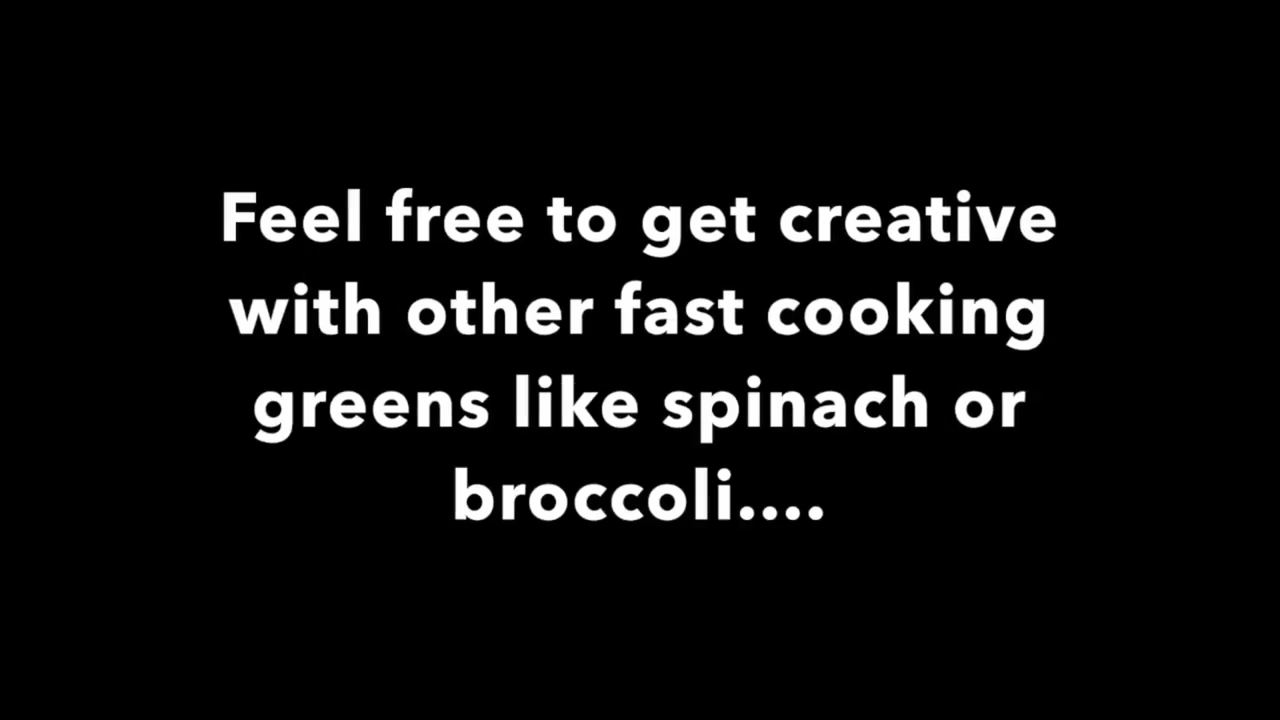 Feel free to get creative
with other fast cooking
greens like spinach or
broccoli....